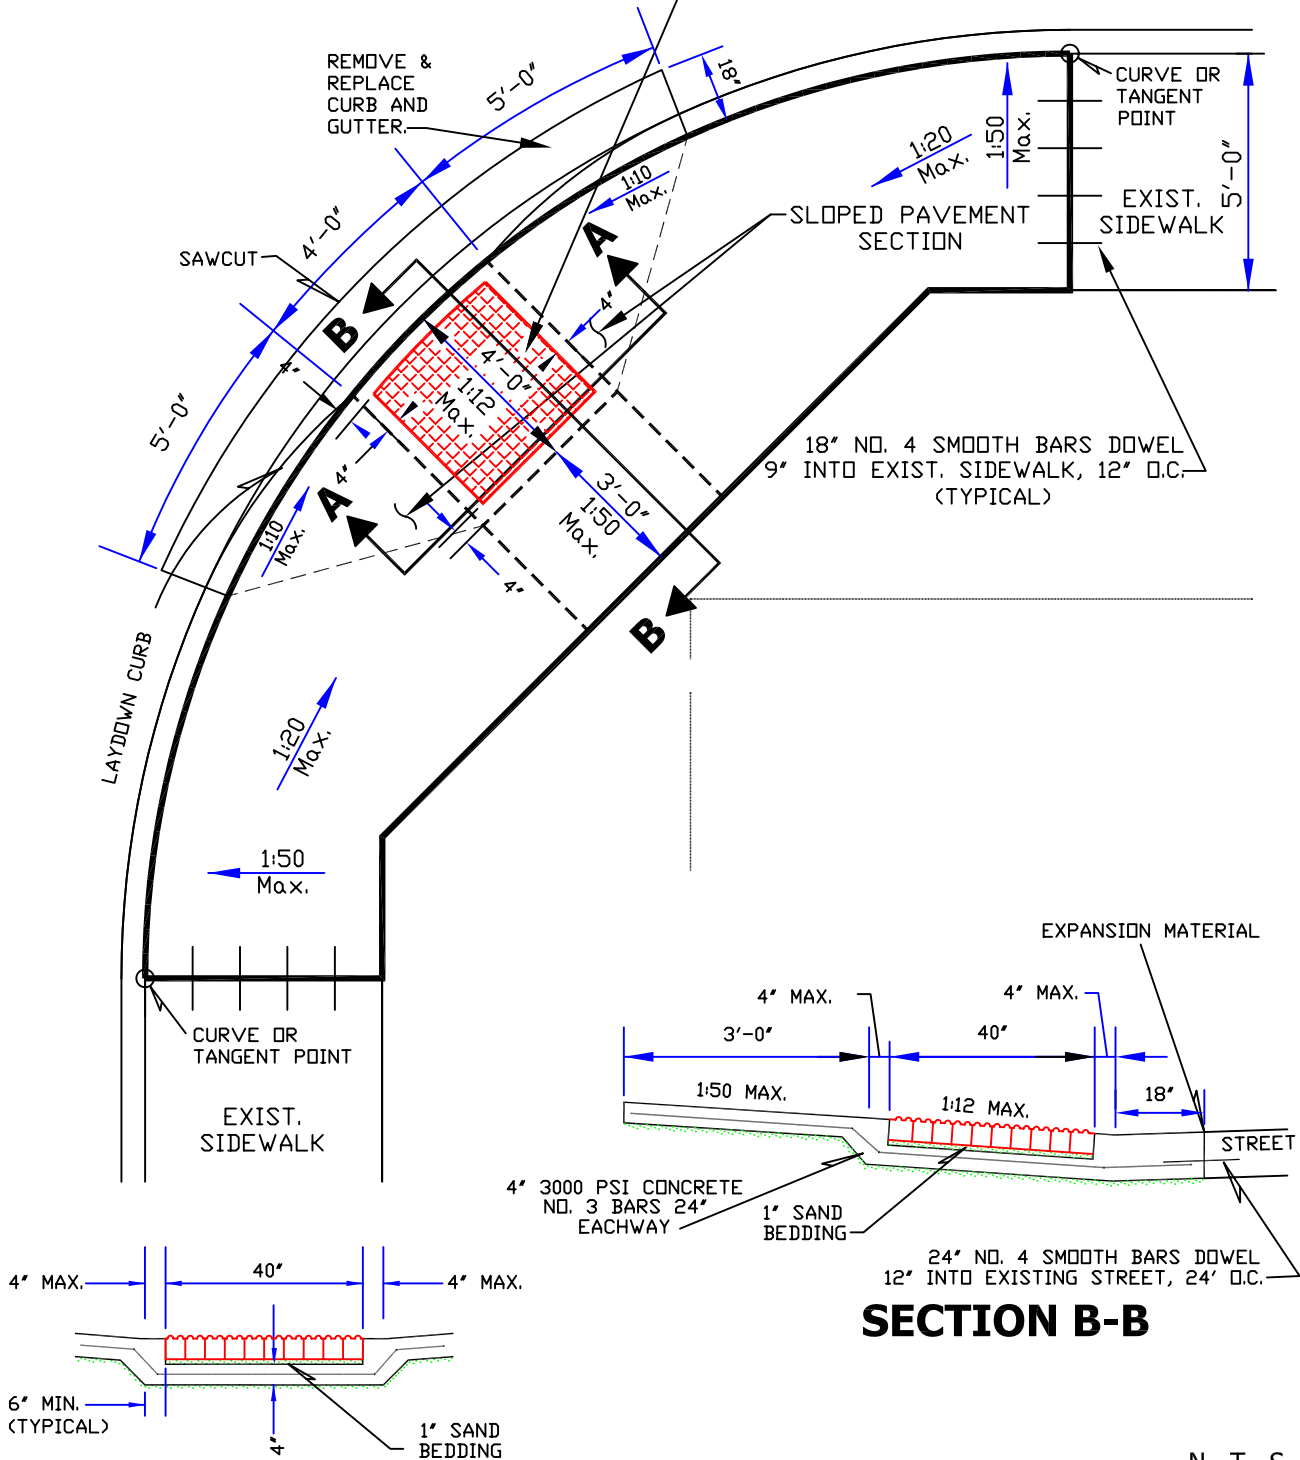 REMOVE &
REPLACE
CURB AND
GUTTER.
5'-0"
18"
CURVE OR
TANGENT
POINT
1:20
Max.
1:50
Max.
5'-0"
EXIST.
SIDEWALK
1:10
Max.
SLOPED PAVEMENT
SECTION
4'-0"
SAWCUT
A
B
4"
4"
4'-0"
1:12
Max.
5'-0"
18" NO. 4 SMOOTH BARS DOWEL
9" INTO EXIST. SIDEWALK, 12" O.C.
(TYPICAL)
4"
A
3'-0"
1:50
Max.
1:10
Max.
4"
B
LAYDOWN CURB
1:20
Max.
1:50
Max.
CURVE OR
TANGENT POINT
EXIST.
SIDEWALK
EXPANSION MATERIAL
4" MAX.
4" MAX.
3'-0"
40"
1:50 MAX.
1:12 MAX.
18"
STREET
4" 3000 PSI CONCRETE
NO. 3 BARS 24"
EACHWAY
1" SAND
BEDDING
24" NO. 4 SMOOTH BARS DOWEL
12" INTO EXISTING STREET, 24' O.C.
SECTION B-B
4" MAX.
40"
4" MAX.
6" MIN.
(TYPICAL)
4"
1" SAND
BEDDING
N T S